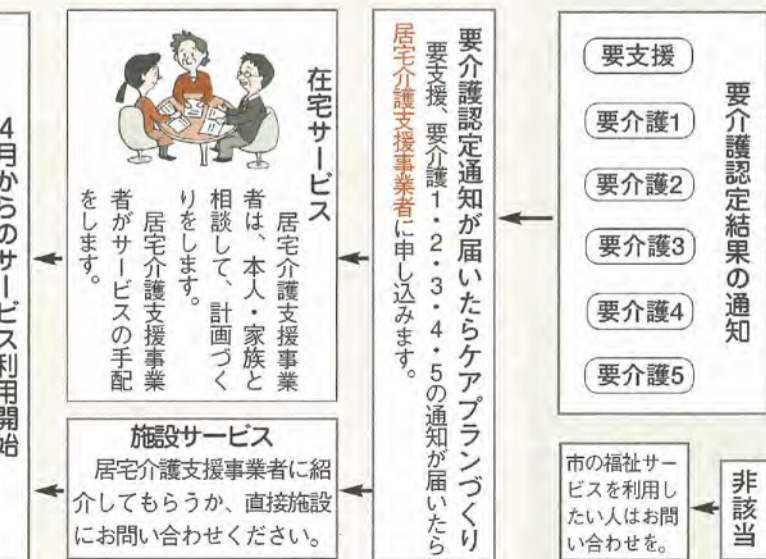 要介護認定結果の通知
要支援
要介護1
要介護2
要介護3
要介護4
要介護5
非該当
市の福祉サー
ビスを利用し
たい人はお問
い合わせを。
要介護認定通知が届いたらケアプランづくり
要支援、要介護1・2・3・4・5の通知が届いたら
居宅介護支援事業者に申し込みます。
在宅サービス
居宅介護支援事業
者は、本人・家族と
相談して、計画づく
りをします。
居宅介護支援事業
者がサービスの手配
をします。
施設サービス
居宅介護支援事業者に紹
介してもらうか、直接施設
にお問い合わせください。
4月からのサービス利用開始